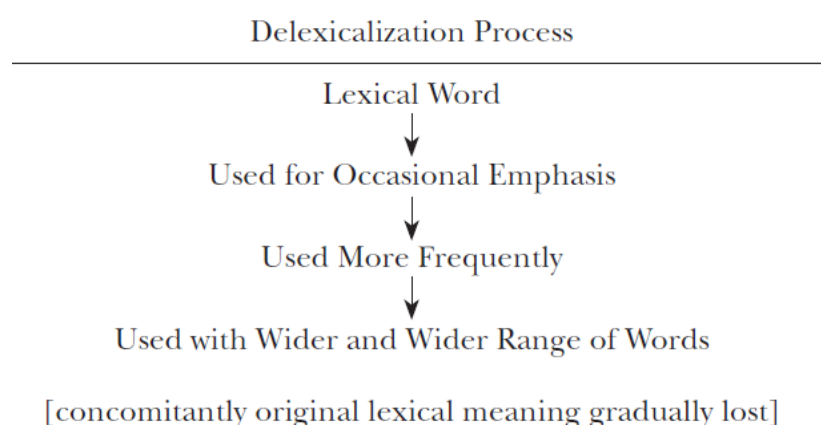 Delexicalization Process
Lexical Word
Used for Occasional Emphasis
Used More Frequently
Used with Wider and Wider Range of Words
[concomitantly original lexical meaning gradually lost]